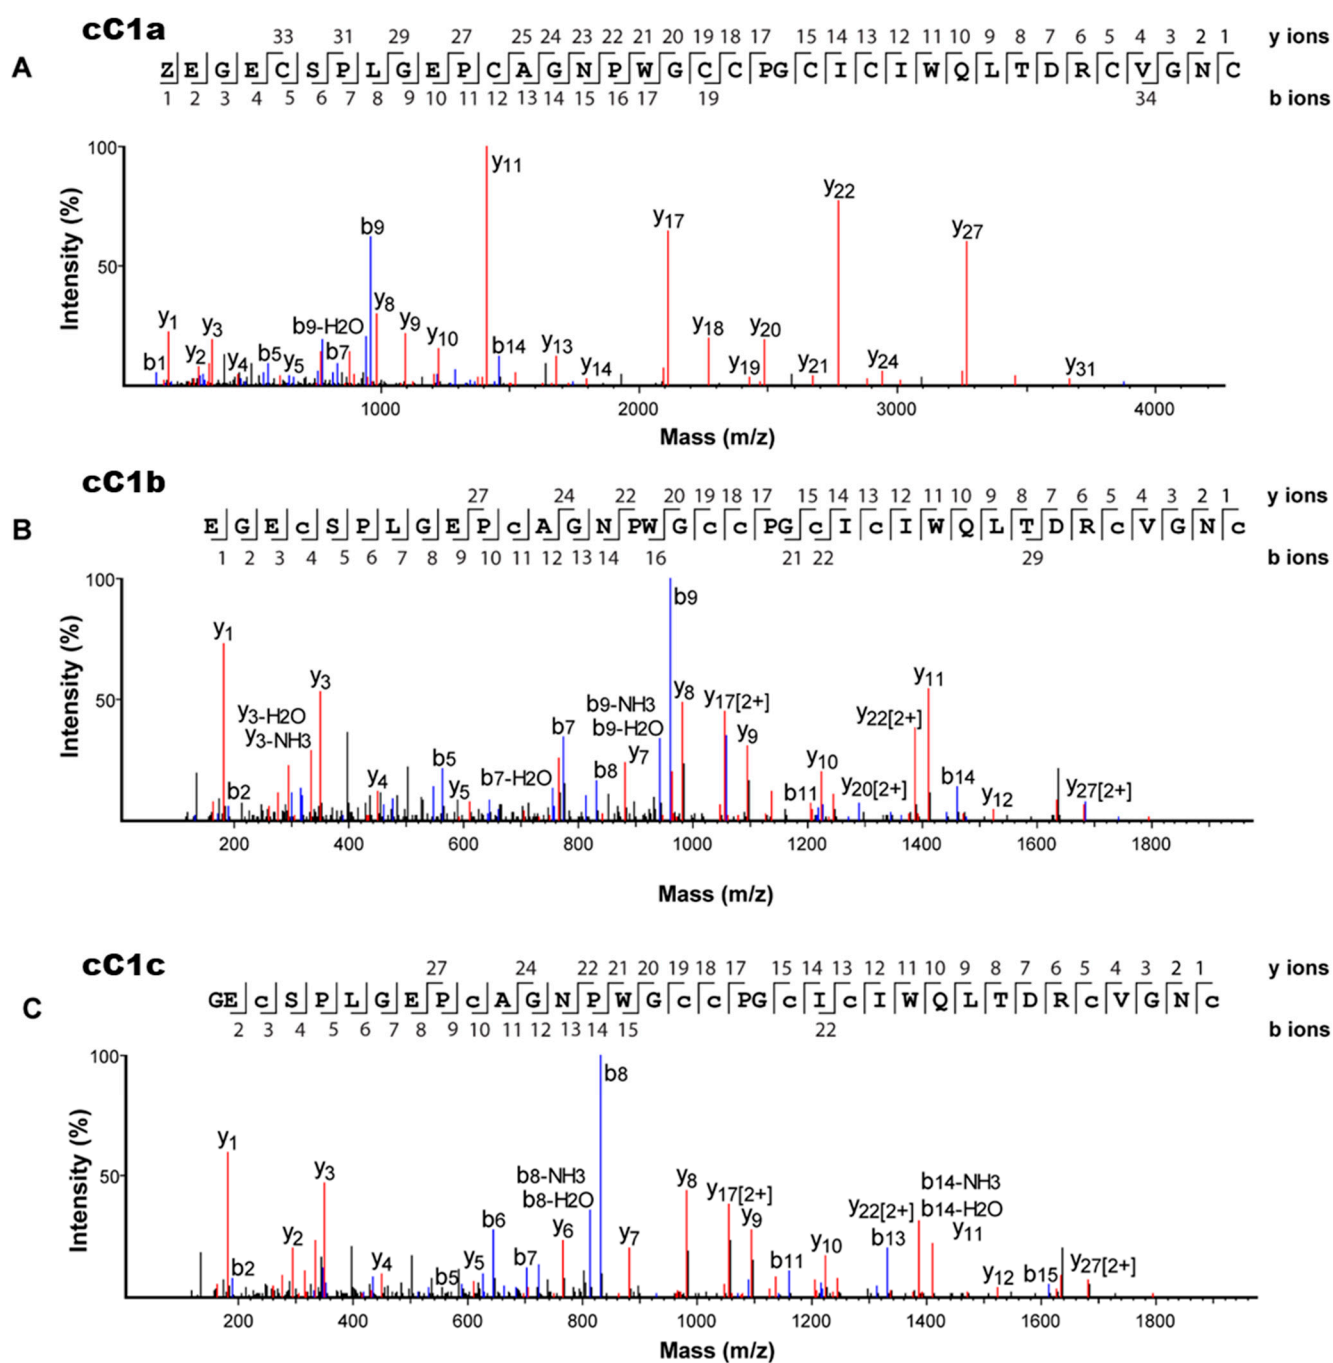 cC1a
33 31 29 27 25 24 23 22 21 20 19 18 17 15 14 13 12 11 10 9 8 7 6 5 4 3 2 1 y ions
A
Z E G E C S P L G E P C A G N P W G C C P G C I C I W Q L T D R C V G N C
1 2 3 4 5 6 7 8 9 10 11 12 13 14 15 16 17 19 34 b ions
100
50
Intensity (%)
b1 y1 y2 y3 y4 b5 y5 b9-H2O b7 b9 y8 y9 y10 y11 b14 y13 y14 y17 y18 y19 y20 y21 y22 y24 y27 y31
1000 2000 3000 4000
Mass (m/z)
cC1b
27 24 22 20 19 18 17 15 14 13 12 11 10 9 8 7 6 5 4 3 2 1 y ions
B
E G E c S P L G E P c A G N P W G c c P G c I c I W Q L T D R c V G N c
1 2 3 4 5 6 7 8 9 10 11 12 13 14 16 21 22 29 b ions
100
50
Intensity (%)
y1 b2 y3-H2O y3-NH3 y3 y4 b5 y5 b7-H2O b7 b8 b9-NH3 b9-H2O y7 b9 y8 y17[2+] y9 b11 y10 y20[2+] y22[2+] y11 b14 y12 y27[2+]
200 400 600 800 1000 1200 1400 1600 1800
Mass (m/z)
cC1c
27 24 22 21 20 19 18 17 15 14 13 12 11 10 9 8 7 6 5 4 3 2 1 y ions
C
G E c S P L G E P c A G N P W G c c P G c I c I W Q L T D R c V G N c
2 3 4 5 6 7 8 9 10 11 12 13 14 15 22 b ions
100
50
Intensity (%)
y1 b2 y2 y3 y4 b5 y5 b6 b7 b8-NH3 b8-H2O y6 b8 y7 y8 y17[2+] y9 b11 y10 y22[2+] b13 b14-NH3 b14-H2O y11 y12 b15 y27[2+]
200 400 600 800 1000 1200 1400 1600 1800
Mass (m/z)